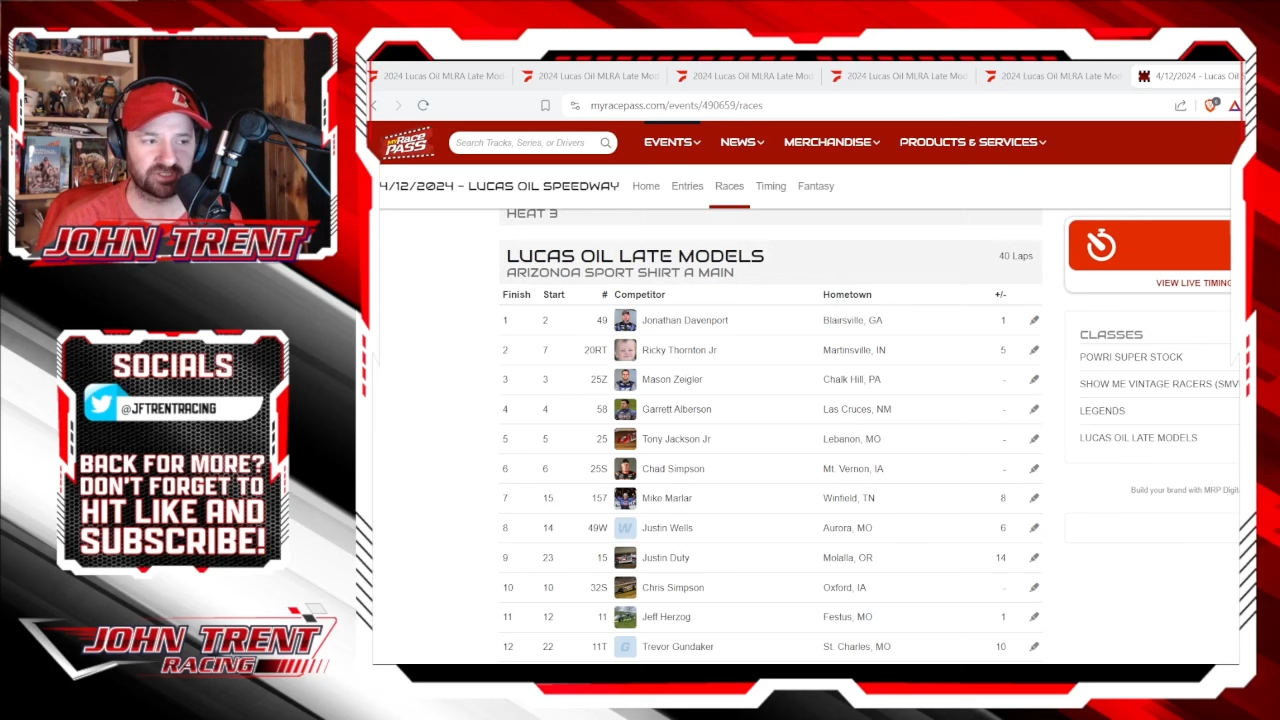 2024 Lucas Oil MLRA Late Mod
2024 Lucas Oil MLRA Late Mod
2024 Lucas Oil MLRA Late Mod
2024 Lucas Oil MLRA Late Mod
2024 Lucas Oil MLRA Late Mod
4/12/2024 - Lucas Oil S
myracepass.com/events/490659/races
MyRace PASS
Search Tracks, Series, or Drivers
EVENTS
NEWS
MERCHANDISE
PRODUCTS & SERVICES
4/12/2024 - LUCAS OIL SPEEDWAY
Home
Entries
Races
Timing
Fantasy
HEAT 3
LUCAS OIL LATE MODELS
40 Laps
ARIZONOA SPORT SHIRT A MAIN
Finish Start # Competitor Hometown +/-
1 2 49 Jonathan Davenport Blairsville, GA 1
2 7 20RT Ricky Thornton Jr Martinsville, IN 5
3 3 25Z Mason Zeigler Chalk Hill, PA -
4 4 58 Garrett Alberson Las Cruces, NM -
5 5 25 Tony Jackson Jr Lebanon, MO -
6 6 25S Chad Simpson Mt. Vernon, IA -
7 15 157 Mike Marlar Winfield, TN 8
8 14 49W W Justin Wells Aurora, MO 6
9 23 15 Justin Duty Molalla, OR 14
10 10 32S Chris Simpson Oxford, IA -
11 12 11 Jeff Herzog Festus, MO 1
12 22 11T G Trevor Gundaker St. Charles, MO 10
VIEW LIVE TIMING
CLASSES
POWRI SUPER STOCK
SHOW ME VINTAGE RACERS (SMV
LEGENDS
LUCAS OIL LATE MODELS
Build your brand with MRP Digit
JOHN TRENT
SOCIALS
@JFTRENTRACING
BACK FOR MORE?
DON'T FORGET TO
HIT LIKE AND
SUBSCRIBE!
JOHN TRENT
RACING